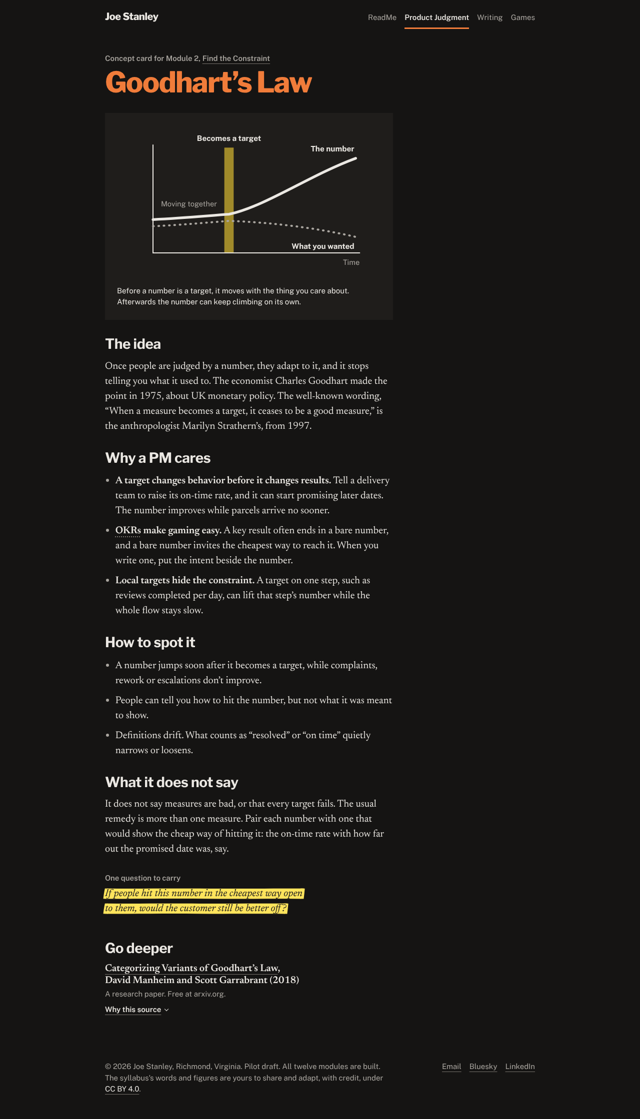 Joe Stanley
ReadMe Product Judgment Writing Games
Concept card for Module 2, Find the Constraint
Goodhart’s Law
Becomes a target
The number
Moving together
What you wanted
Time
Before a number is a target, it moves with the thing you care about.
Afterwards the number can keep climbing on its own.
The idea
Once people are judged by a number, they adapt to it, and it stops
telling you what it used to. The economist Charles Goodhart made the
point in 1975, about UK monetary policy. The well-known wording,
“When a measure becomes a target, it ceases to be a good measure,” is
the anthropologist Marilyn Strathern’s, from 1997.
Why a PM cares
A target changes behavior before it changes results. Tell a delivery
team to raise its on-time rate, and it can start promising later dates.
The number improves while parcels arrive no sooner.
OKRs make gaming easy. A key result often ends in a bare number,
and a bare number invites the cheapest way to reach it. When you
write one, put the intent beside the number.
Local targets hide the constraint. A target on one step, such as
reviews completed per day, can lift that step’s number while the
whole flow stays slow.
How to spot it
A number jumps soon after it becomes a target, while complaints,
rework or escalations don’t improve.
People can tell you how to hit the number, but not what it was meant
to show.
Definitions drift. What counts as “resolved” or “on time” quietly
narrows or loosens.
What it does not say
It does not say measures are bad, or that every target fails. The usual
remedy is more than one measure. Pair each number with one that
would show the cheap way of hitting it: the on-time rate with how far
out the promised date was, say.
One question to carry
If people hit this number in the cheapest way open
to them, would the customer still be better off?
Go deeper
Categorizing Variants of Goodhart’s Law,
David Manheim and Scott Garrabrant (2018)
A research paper. Free at arxiv.org.
Why this source
© 2026 Joe Stanley, Richmond, Virginia. Pilot draft. All twelve modules are built.
The syllabus’s words and figures are yours to share and adapt, with credit, under
CC BY 4.0.
Email Bluesky LinkedIn